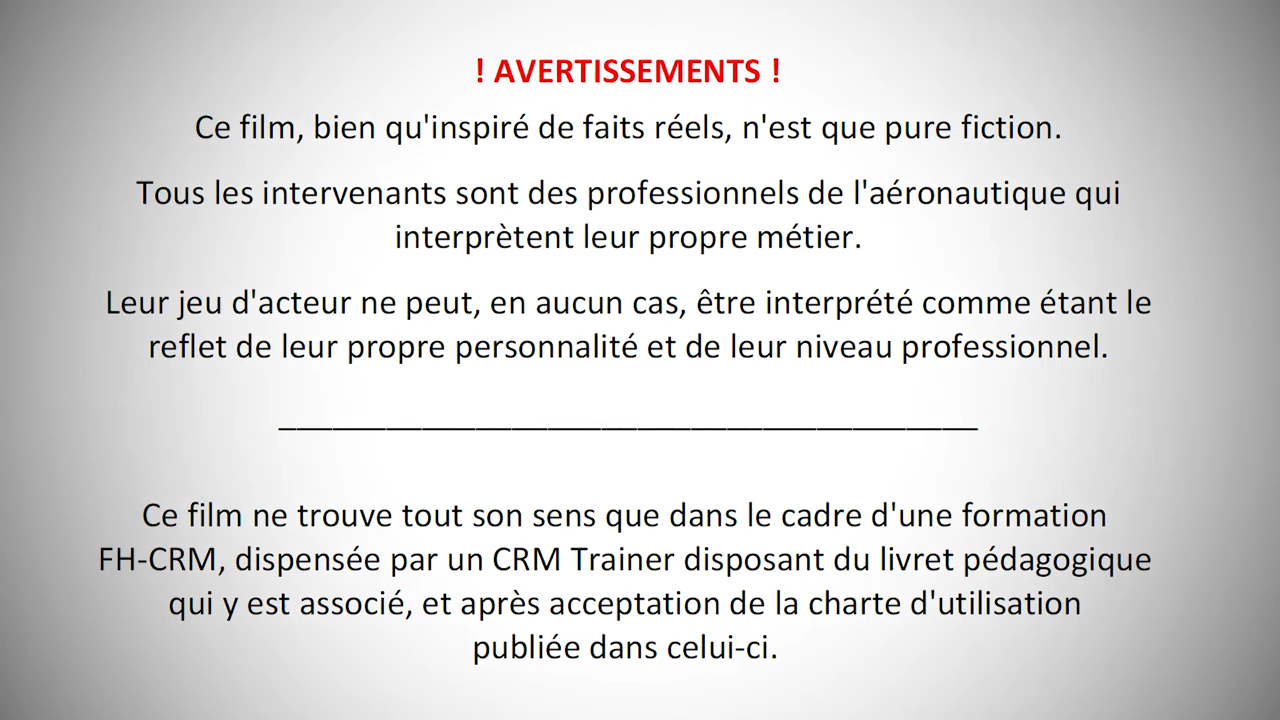 ! AVERTISSEMENTS !
Ce film, bien qu'inspiré de faits réels, n'est que pure fiction.
Tous les intervenants sont des professionnels de l'aéronautique qui
interprètent leur propre métier.
Leur jeu d'acteur ne peut, en aucun cas, être interprété comme étant le
reflet de leur propre personnalité et de leur niveau professionnel.
Ce film ne trouve tout son sens que dans le cadre d'une formation
FH-CRM, dispensée par un CRM Trainer disposant du livret pédagogique
qui y est associé, et après acceptation de la charte d'utilisation
publiée dans celui-ci.